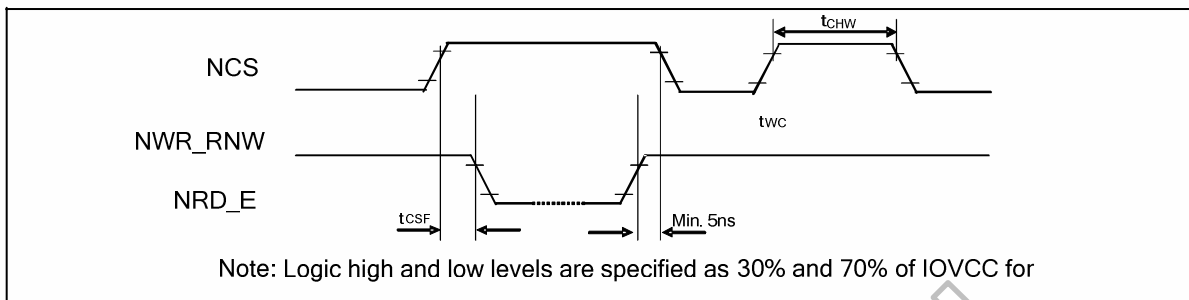 tCHW
NCS
tWC
NWR_RNW
NRD_E
tCSF
Min. 5ns
Note: Logic high and low levels are specified as 30% and 70% of IOVCC for